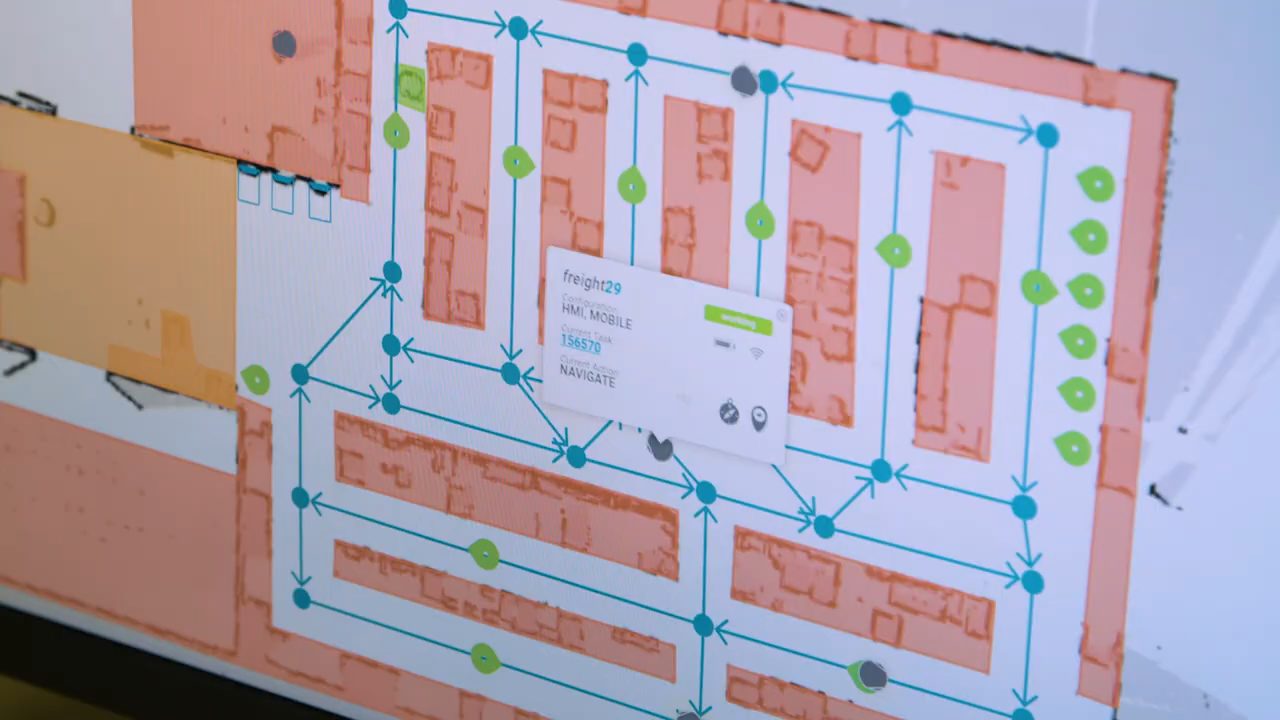 freight29
Configuration
HMI, MOBILE
working
Current Task
156570
Current Action
NAVIGATE